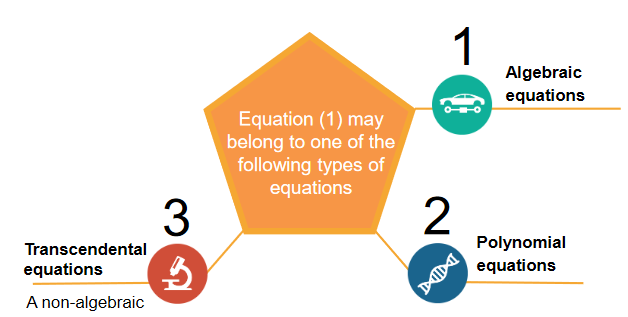 1
Algebraic
equations
Equation (1) may
belong to one of the
following types of
equations
2
Polynomial
equations
3
Transcendental
equations
A non-algebraic